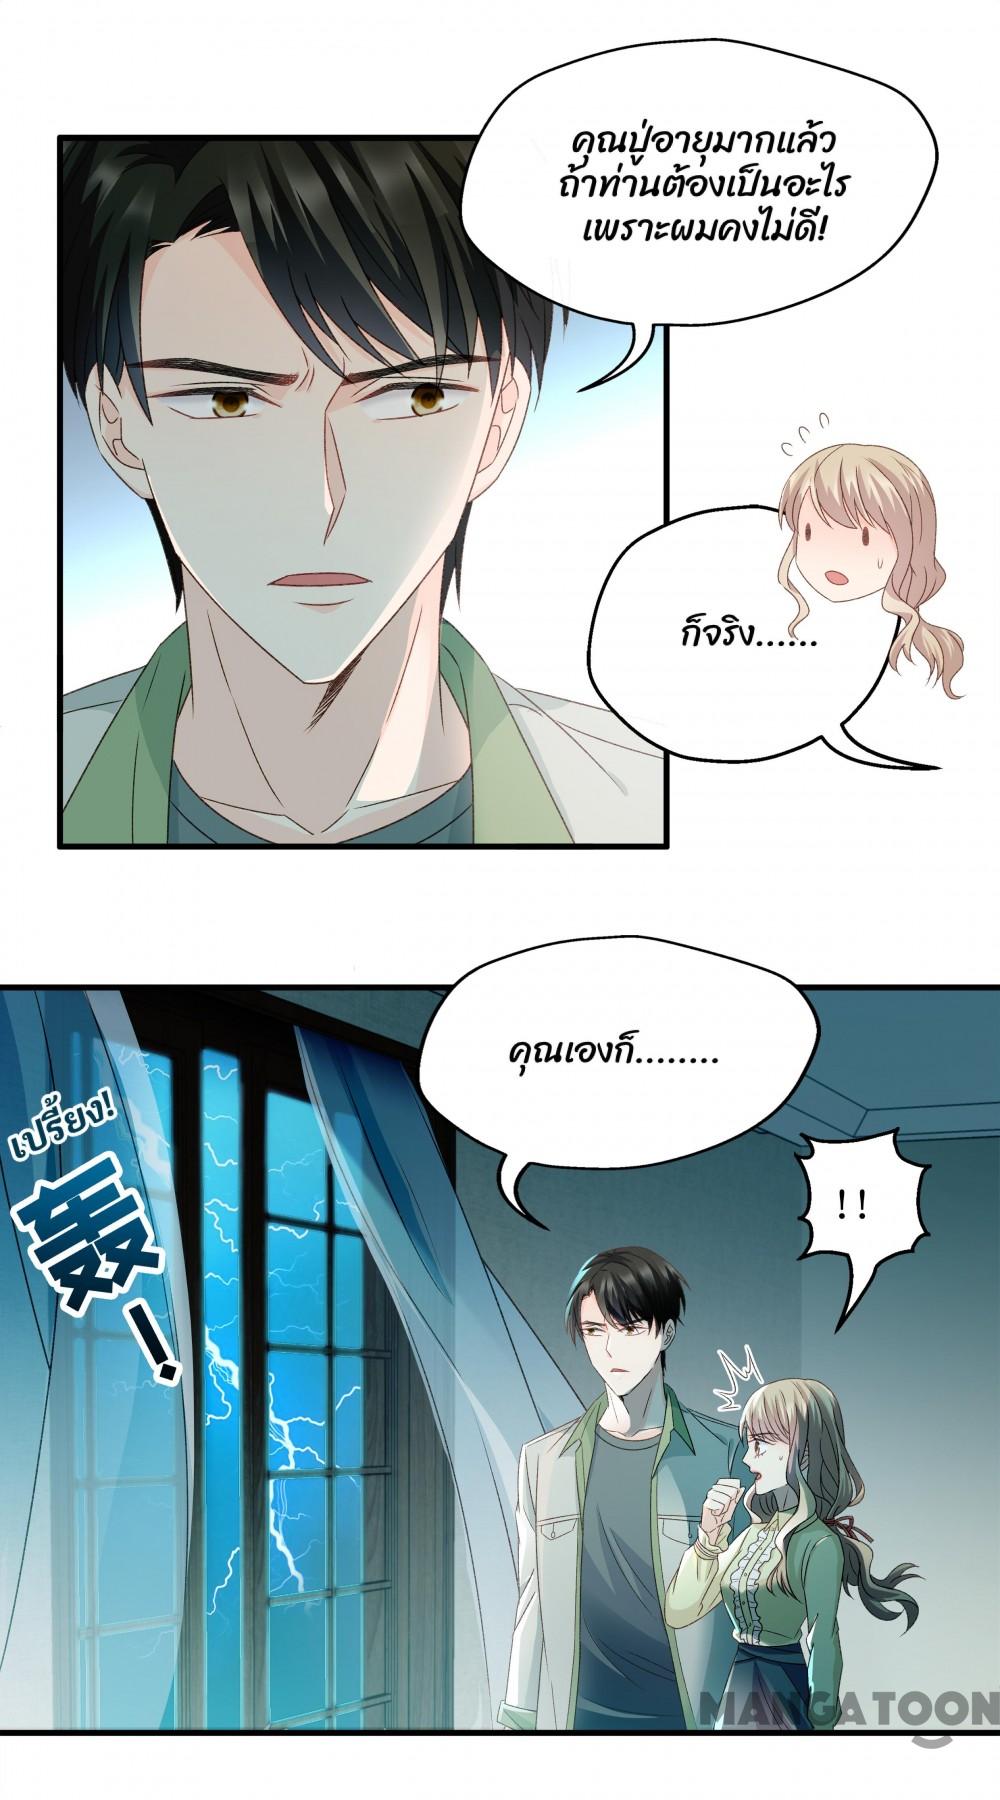 คุณปู่อายุมากแล้ว
ถ้าท่านต้องเป็นอะไร
เพราะผมคงไม่ดี!
ก็จริง......
คุณเองก็........
เปรี้ยง!
轰!
!!
MANGATOON